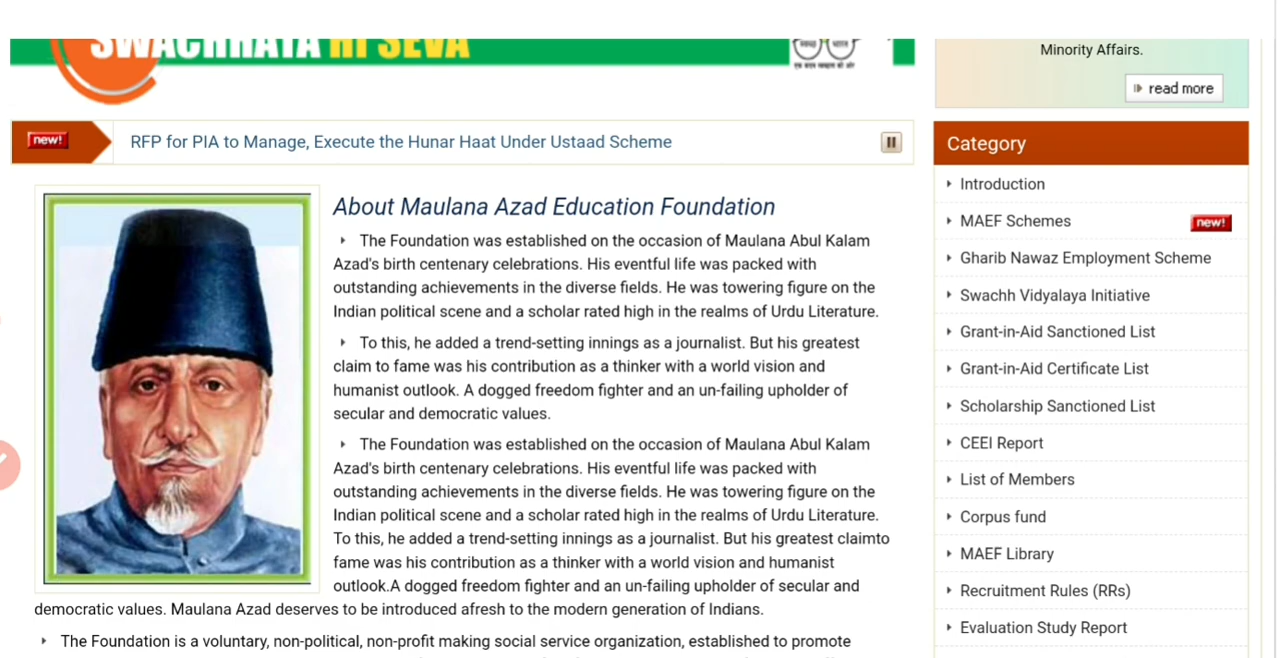 SWACHHATA HI SEVA
Minority Affairs.
read more
new!
RFP for PIA to Manage, Execute the Hunar Haat Under Ustaad Scheme
About Maulana Azad Education Foundation
The Foundation was established on the occasion of Maulana Abul Kalam
Azad's birth centenary celebrations. His eventful life was packed with
outstanding achievements in the diverse fields. He was towering figure on the
Indian political scene and a scholar rated high in the realms of Urdu Literature.
To this, he added a trend-setting innings as a journalist. But his greatest
claim to fame was his contribution as a thinker with a world vision and
humanist outlook. A dogged freedom fighter and an un-failing upholder of
secular and democratic values.
The Foundation was established on the occasion of Maulana Abul Kalam
Azad's birth centenary celebrations. His eventful life was packed with
outstanding achievements in the diverse fields. He was towering figure on the
Indian political scene and a scholar rated high in the realms of Urdu Literature.
To this, he added a trend-setting innings as a journalist. But his greatest claimto
fame was his contribution as a thinker with a world vision and humanist
outlook.A dogged freedom fighter and an un-failing upholder of secular and
democratic values. Maulana Azad deserves to be introduced afresh to the modern generation of Indians.
The Foundation is a voluntary, non-political, non-profit making social service organization, established to promote
Category
Introduction
MAEF Schemes
new!
Gharib Nawaz Employment Scheme
Swachh Vidyalaya Initiative
Grant-in-Aid Sanctioned List
Grant-in-Aid Certificate List
Scholarship Sanctioned List
CEEI Report
List of Members
Corpus fund
MAEF Library
Recruitment Rules (RRs)
Evaluation Study Report